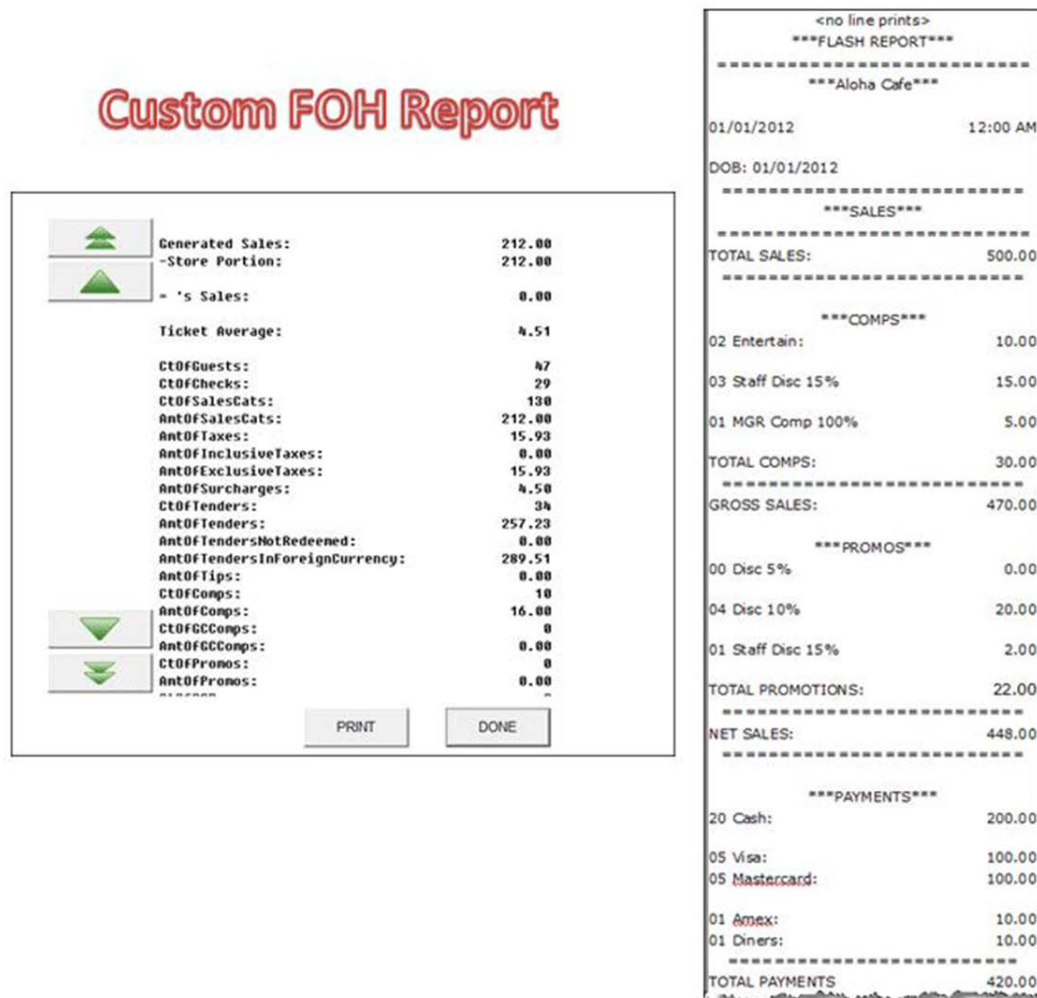 Custom FOH Report
Generated Sales: 212.00
-Store Portion: 212.00
= 's Sales: 0.00
Ticket Average: 4.51
CtOfGuests: 47
CtOfChecks: 29
CtOfSalesCats: 130
AmtOfSalesCats: 212.00
AmtOfTaxes: 15.93
AmtOfInclusiveTaxes: 0.00
AmtOfExclusiveTaxes: 15.93
AmtOfSurcharges: 4.50
CtOfTenders: 34
AmtOfTenders: 257.23
AmtOfTendersNotRedeemed: 0.00
AmtOfTendersInForeignCurrency: 289.51
AmtOfTips: 0.00
CtOfComps: 10
AmtOfComps: 16.00
CtOfGCComps: 0
AmtOfGCComps: 0.00
CtOfPromos: 0
AmtOfPromos: 0.00
PRINT DONE
<no line prints>
***FLASH REPORT***
===========================
***Aloha Cafe***
01/01/2012 12:00 AM
DOB: 01/01/2012
==========================
***SALES***
===========================
TOTAL SALES: 500.00
==========================
***COMPS***
02 Entertain: 10.00
03 Staff Disc 15% 15.00
01 MGR Comp 100% 5.00
TOTAL COMPS: 30.00
==========================
GROSS SALES: 470.00
***PROMOS***
00 Disc 5% 0.00
04 Disc 10% 20.00
01 Staff Disc 15% 2.00
TOTAL PROMOTIONS: 22.00
==========================
NET SALES: 448.00
==========================
***PAYMENTS***
20 Cash: 200.00
05 Visa: 100.00
05 Mastercard: 100.00
01 Amex: 10.00
01 Diners: 10.00
=========================
TOTAL PAYMENTS 420.00